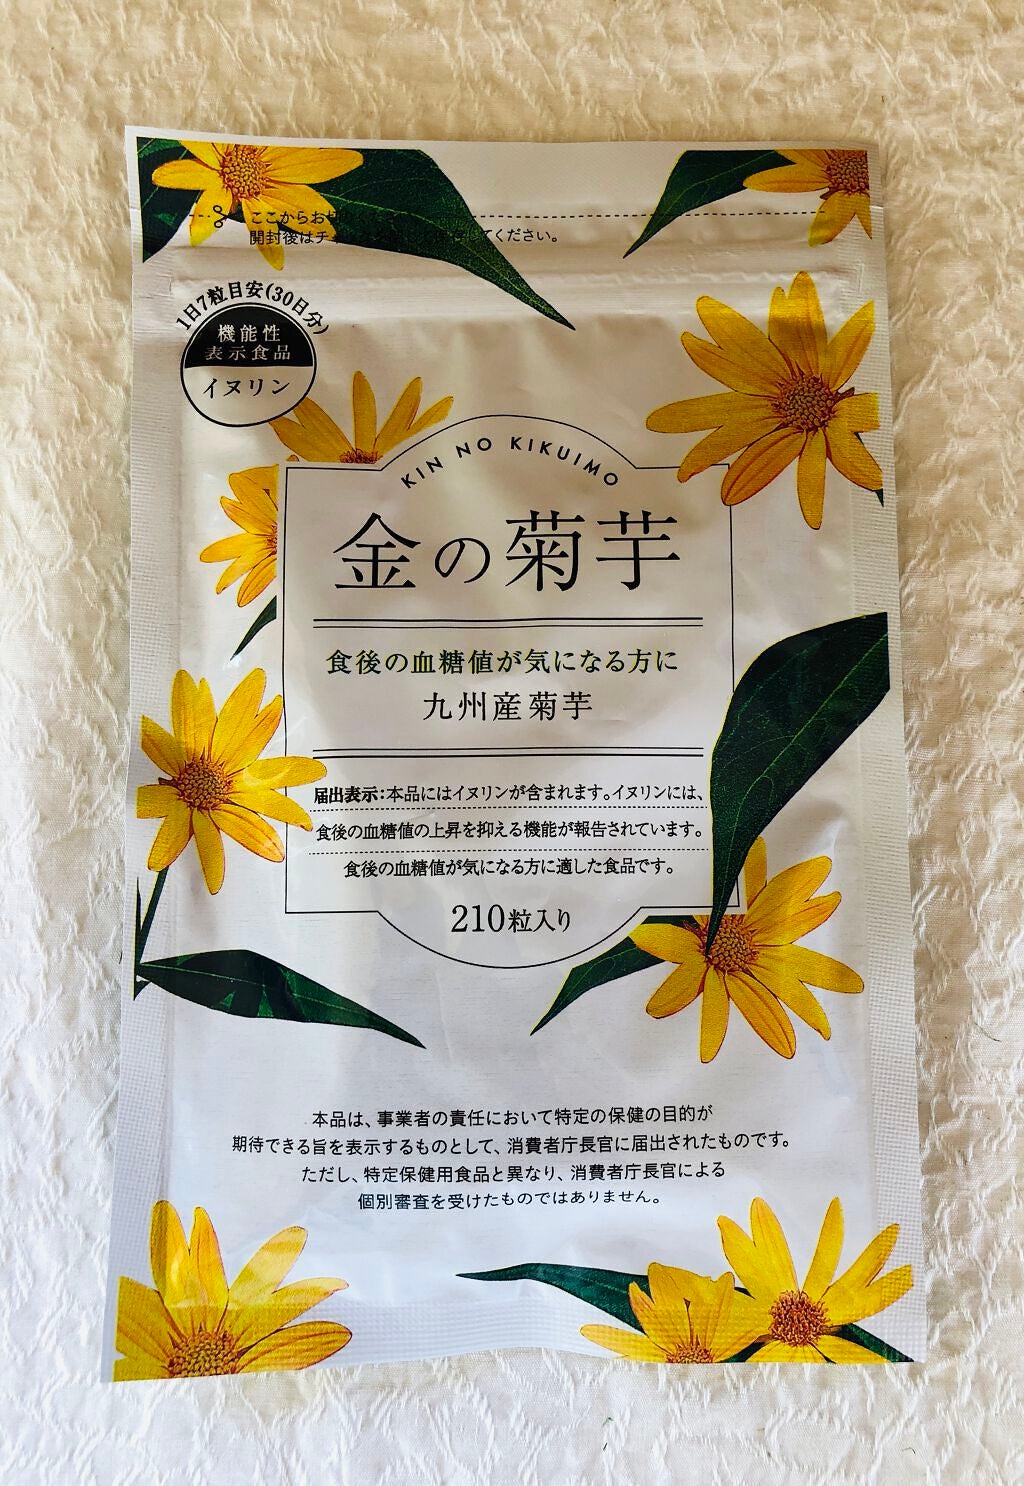 ここからお切りください。
開封後はチ してください。
1日7粒目安(30日分)
機能性
表示食品
イヌリン
KIN NO KIKUIMO
金の菊芋
食後の血糖値が気になる方に
九州産菊芋
届出表示:本品にはイヌリンが含まれます。イヌリンには、
食後の血糖値の上昇を抑える機能が報告されています。
食後の血糖値が気になる方に適した食品です。
210粒入り
本品は、事業者の責任において特定の保健の目的が
期待できる旨を表示するものとして、消費者庁長官に届出されたものです。
ただし、特定保健用食品と異なり、消費者庁長官による
個別審査を受けたものではありません。